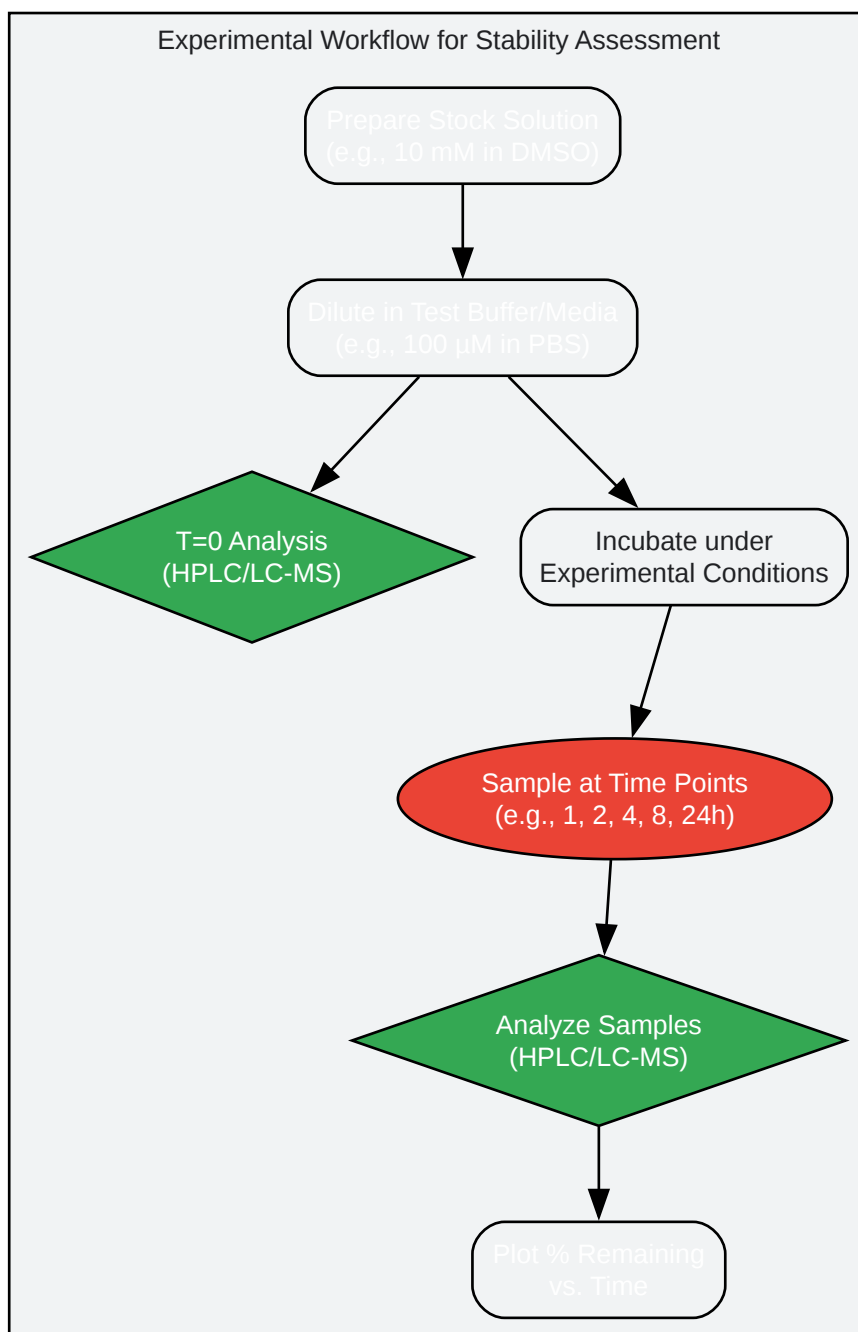 Experimental Workflow for Stability Assessment
Prepare Stock Solution
(e.g., 10 mM in DMSO)
Dilute in Test Buffer/Media
(e.g., 100 µM in PBS)
T=0 Analysis
(HPLC/LC-MS)
Incubate under
Experimental Conditions
Sample at Time Points
(e.g., 1, 2, 4, 8, 24h)
Analyze Samples
(HPLC/LC-MS)
Plot % Remaining
vs. Time